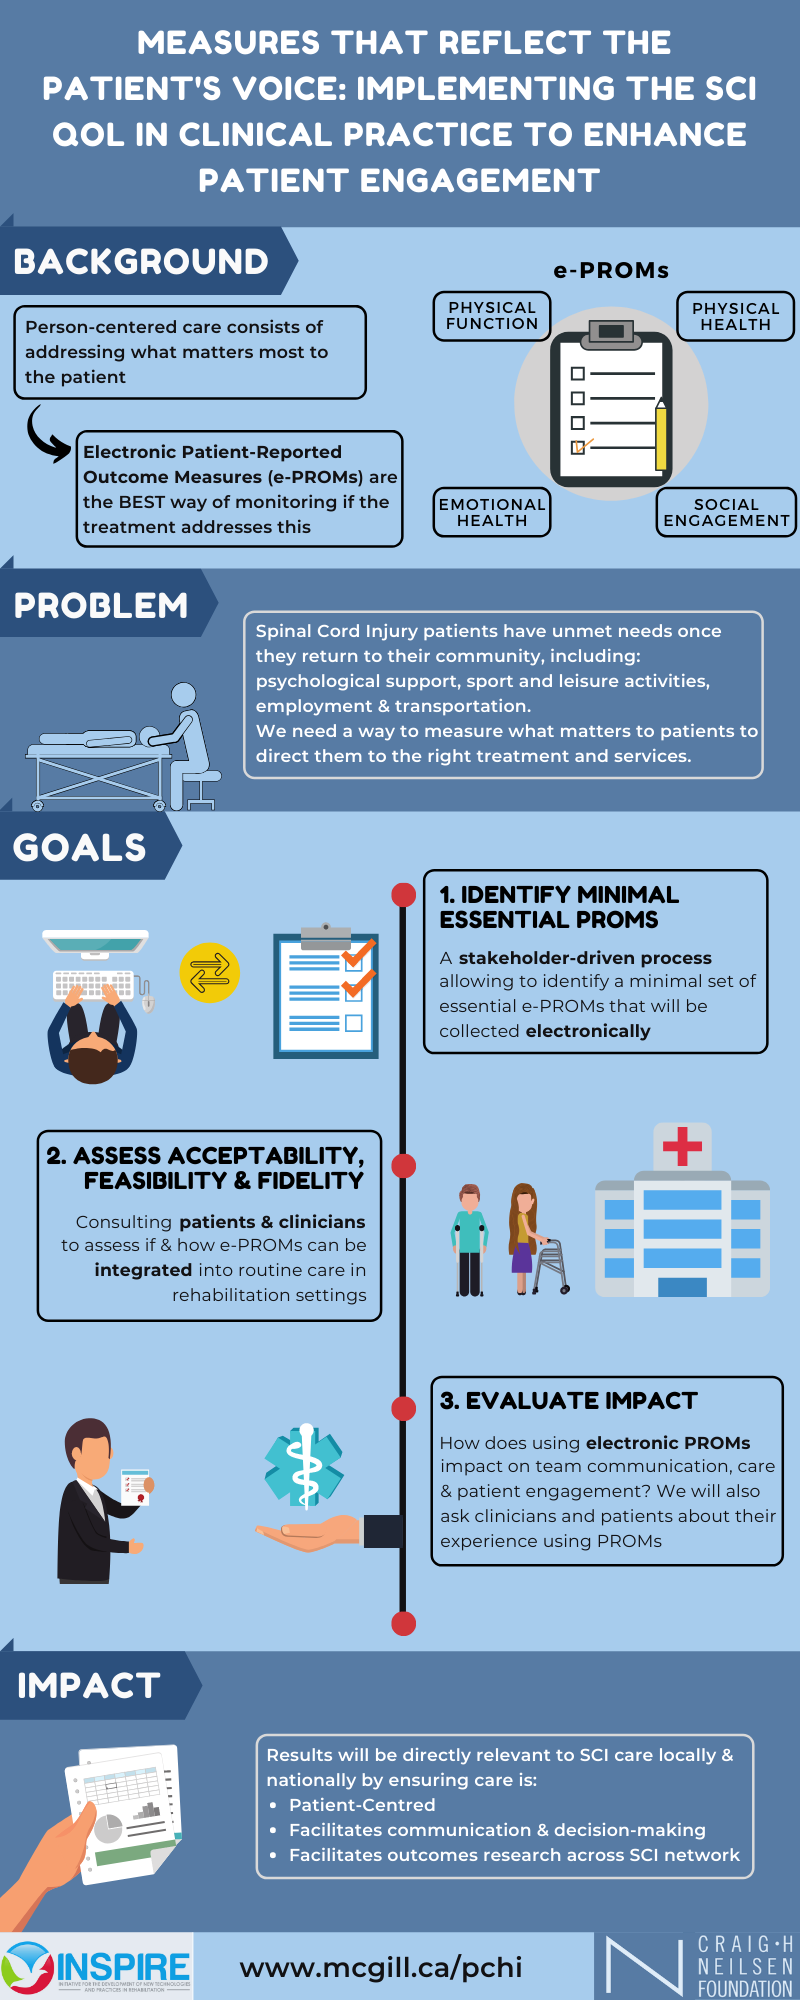 MEASURES THAT REFLECT THE
PATIENT'S VOICE: IMPLEMENTING THE SCI
QOL IN CLINICAL PRACTICE TO ENHANCE
PATIENT ENGAGEMENT
BACKGROUND
Person-centered care consists of
addressing what matters most to
the patient
Electronic Patient-Reported
Outcome Measures (e-PROMs) are
the BEST way of monitoring if the
treatment addresses this
e-PROMs
PHYSICAL
FUNCTION
PHYSICAL
HEALTH
EMOTIONAL
HEALTH
SOCIAL
ENGAGEMENT
PROBLEM
Spinal Cord Injury patients have unmet needs once
they return to their community, including:
psychological support, sport and leisure activities,
employment & transportation.
We need a way to measure what matters to patients to
direct them to the right treatment and services.
GOALS
1. IDENTIFY MINIMAL
ESSENTIAL PROMS
A stakeholder-driven process
allowing to identify a minimal set of
essential e-PROMs that will be
collected electronically
2. ASSESS ACCEPTABILITY,
FEASIBILITY & FIDELITY
Consulting patients & clinicians
to assess if & how e-PROMs can be
integrated into routine care in
rehabilitation settings
3. EVALUATE IMPACT
How does using electronic PROMs
impact on team communication, care
& patient engagement? We will also
ask clinicians and patients about their
experience using PROMs
IMPACT
Results will be directly relevant to SCI care locally &
nationally by ensuring care is:
• Patient-Centred
• Facilitates communication & decision-making
• Facilitates outcomes research across SCI network
INSPIRE
INITIATIVE FOR THE DEVELOPMENT OF NEW TECHNOLOGIES
AND PRACTICES IN REHABILITATION
www.mcgill.ca/pchi
CRAIG·H
NEILSEN
FOUNDATION